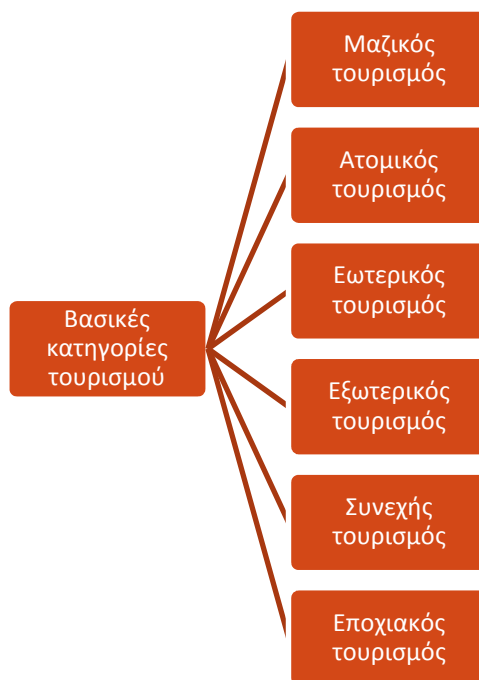 Μαζικός
τουρισμός
Ατομικός
τουρισμός
Εωτερικός
τουρισμός
Βασικές
κατηγορίες
τουρισμού
Εξωτερικός
τουρισμός
Συνεχής
τουρισμός
Εποχιακός
τουρισμός